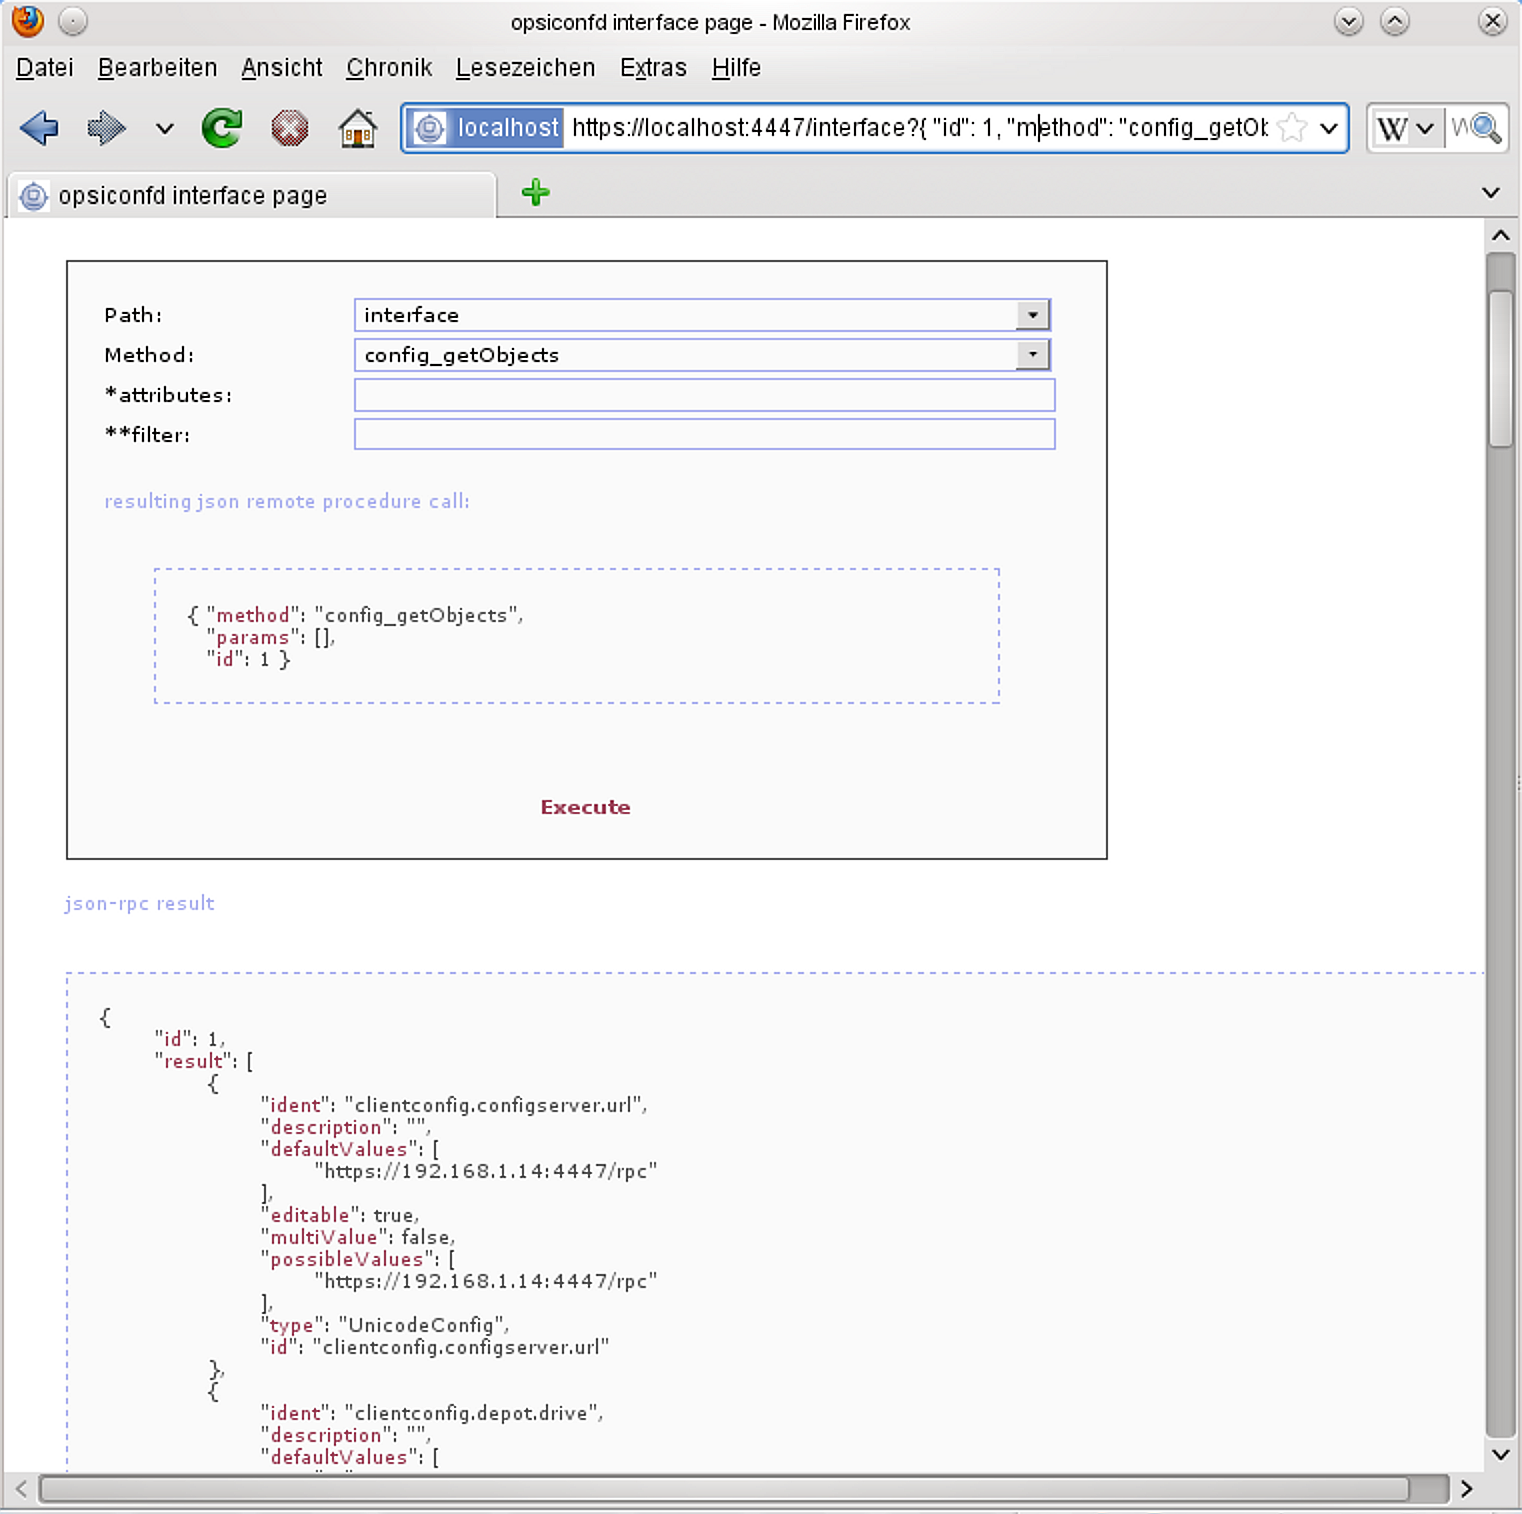 opsiconfd interface page - Mozilla Firefox
Datei Bearbeiten Ansicht Chronik Lesezeichen Extras Hilfe
localhost https://localhost:4447/interface?{ "id": 1, "method": "config_getOb W W
opsiconfd interface page
Path: interface
Method: config_getObjects
*attributes:
**filter:
resulting json remote procedure call:
{ "method": "config_getObjects",
"params": [],
"id": 1 }
Execute
json-rpc result
{
"id": 1,
"result": [
{
"ident": "clientconfig.configserver.url",
"description": "",
"defaultValues": [
"https://192.168.1.14:4447/rpc"
],
"editable": true,
"multiValue": false,
"possibleValues": [
"https://192.168.1.14:4447/rpc"
],
"type": "UnicodeConfig",
"id": "clientconfig.configserver.url"
},
{
"ident": "clientconfig.depot.drive",
"description": "",
"defaultValues": [